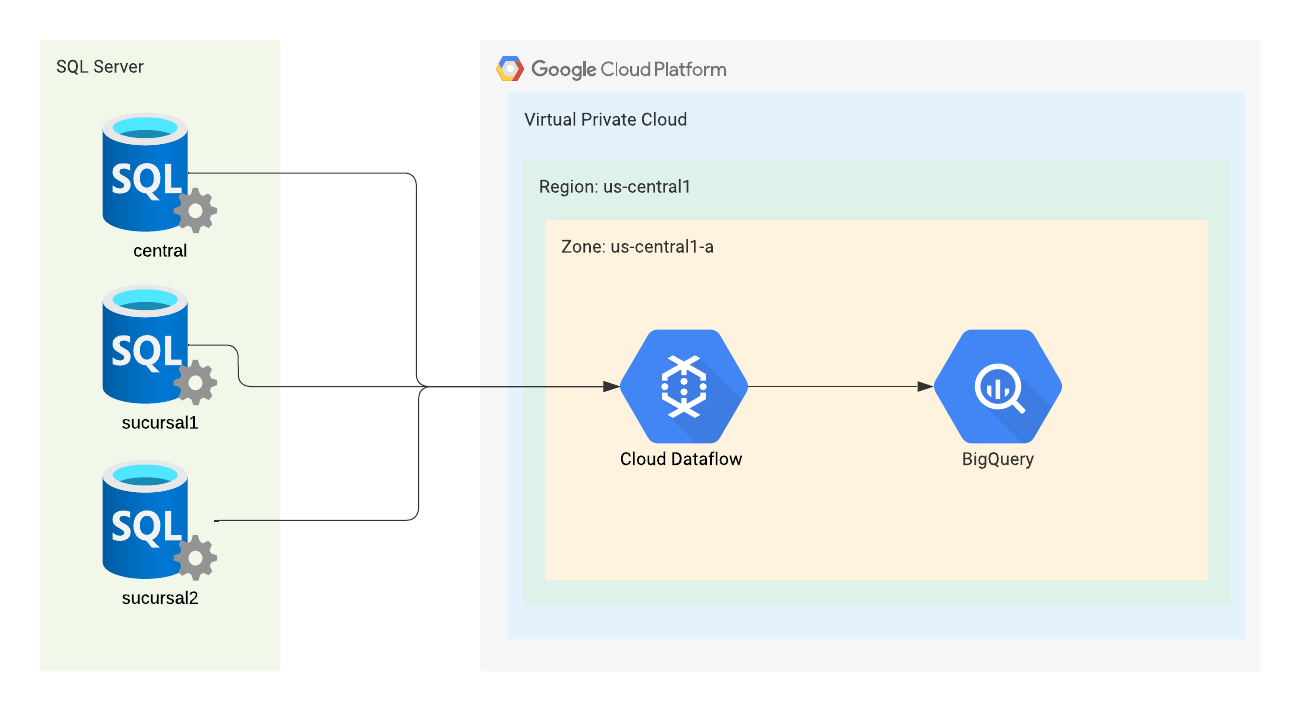 SQL Server
SQL
central
SQL
sucursal1
SQL
sucursal2
Google Cloud Platform
Virtual Private Cloud
Region: us-central1
Zone: us-central1-a
Cloud Dataflow
BigQuery